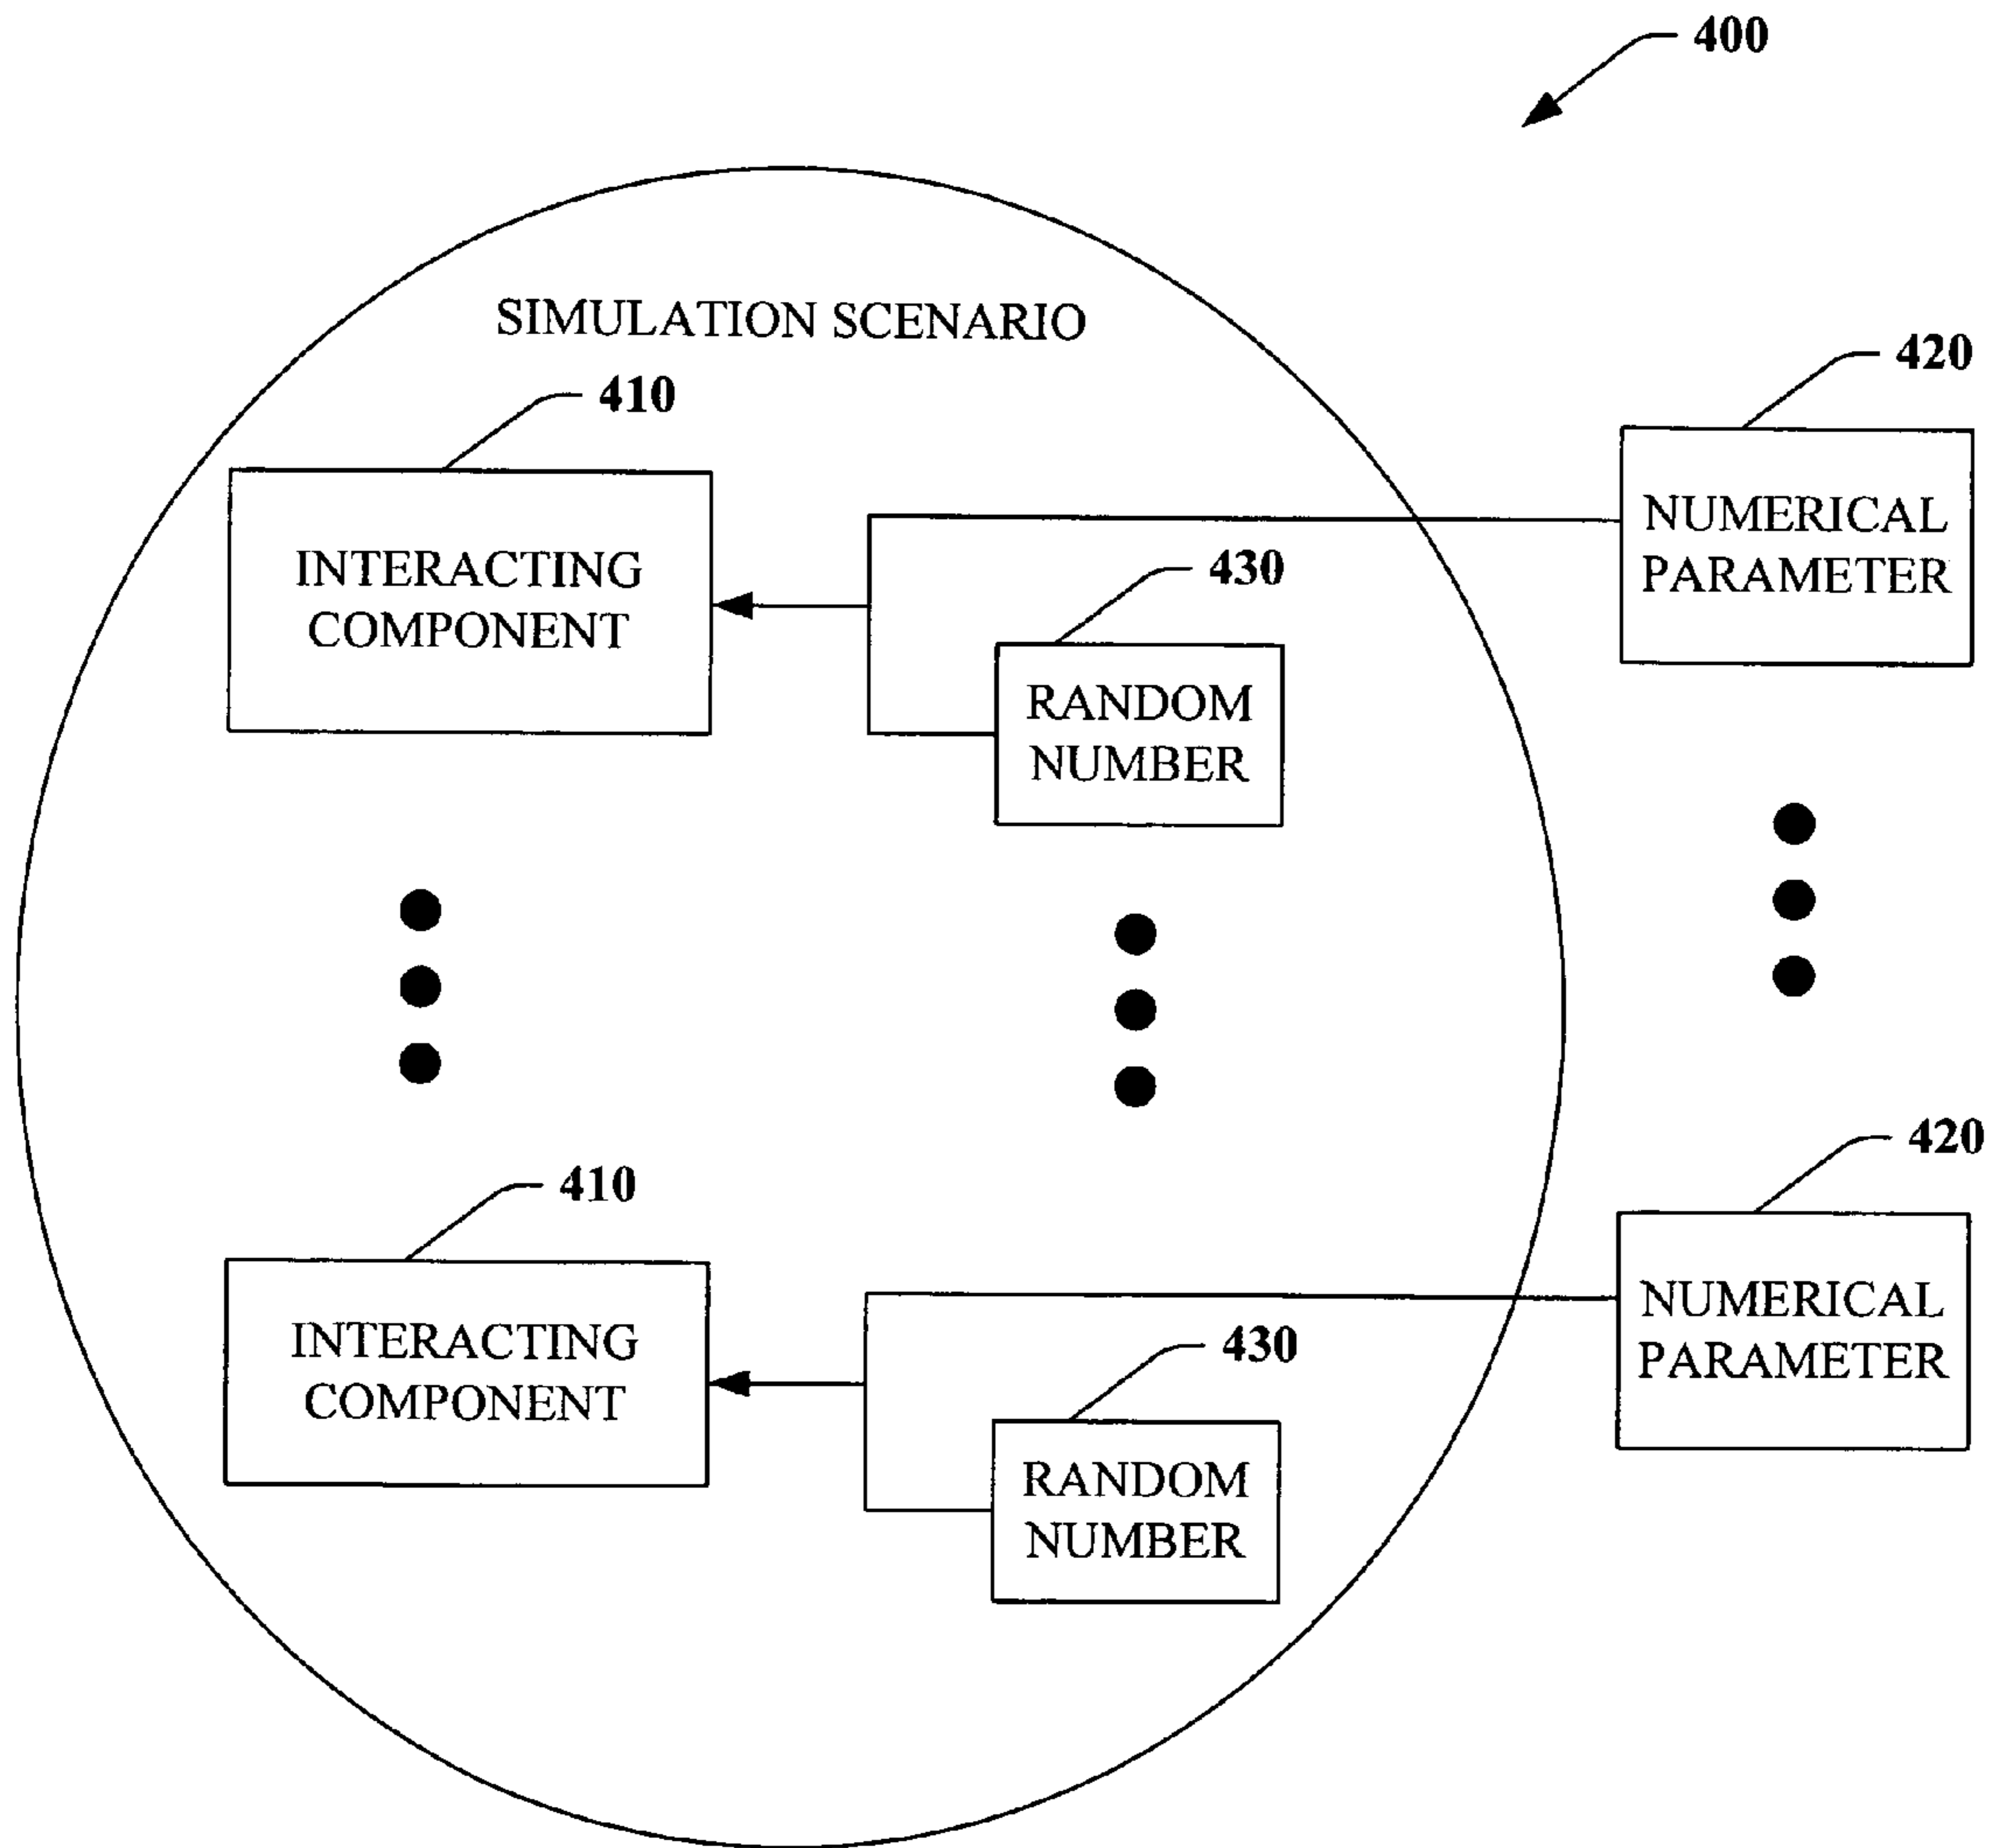 400
SIMULATION SCENARIO
420
410
NUMERICAL
PARAMETER
INTERACTING
COMPONENT
430
RANDOM
NUMBER
420
410
NUMERICAL
PARAMETER
INTERACTING
COMPONENT
430
RANDOM
NUMBER